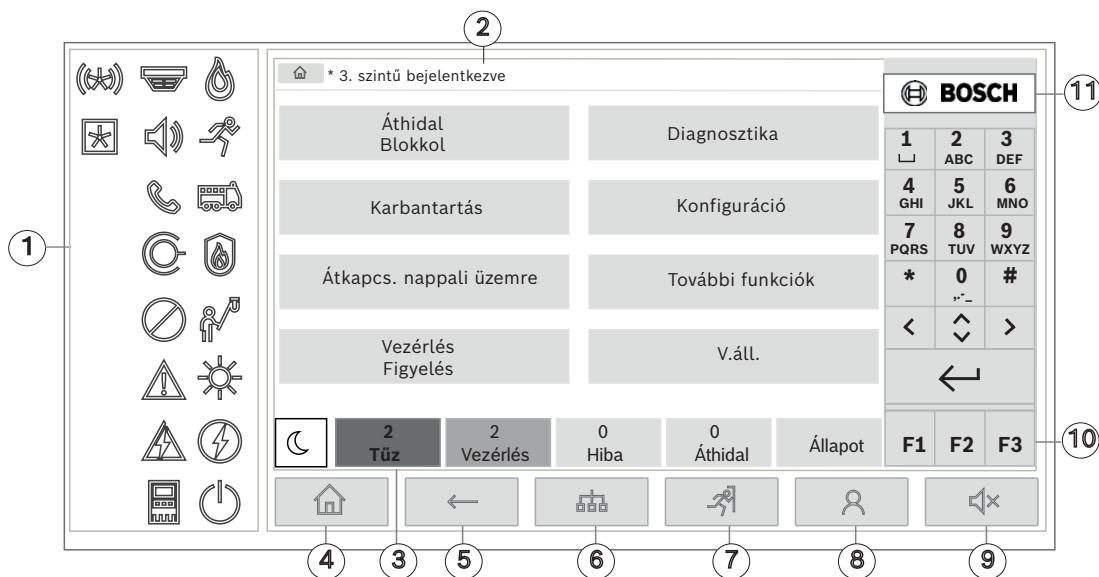 2
* 3. szintű bejelentkezve
BOSCH
11
Áthidal
Blokkol
Diagnosztika
1 2 3
ABC DEF
Karbantartás
Konfiguráció
4 5 6
GHI JKL MNO
1
7 8 9
PQRS TUV WXYZ
Átkapcs. nappali üzemre
További funkciók
* 0 #
,.-_
< >
Vezérlés
Figyelés
V.áll.
2
Tűz
2
Vezérlés
0
Hiba
0
Áthidal
Állapot
F1 F2 F3
10
4 3 5 6 7 8 9